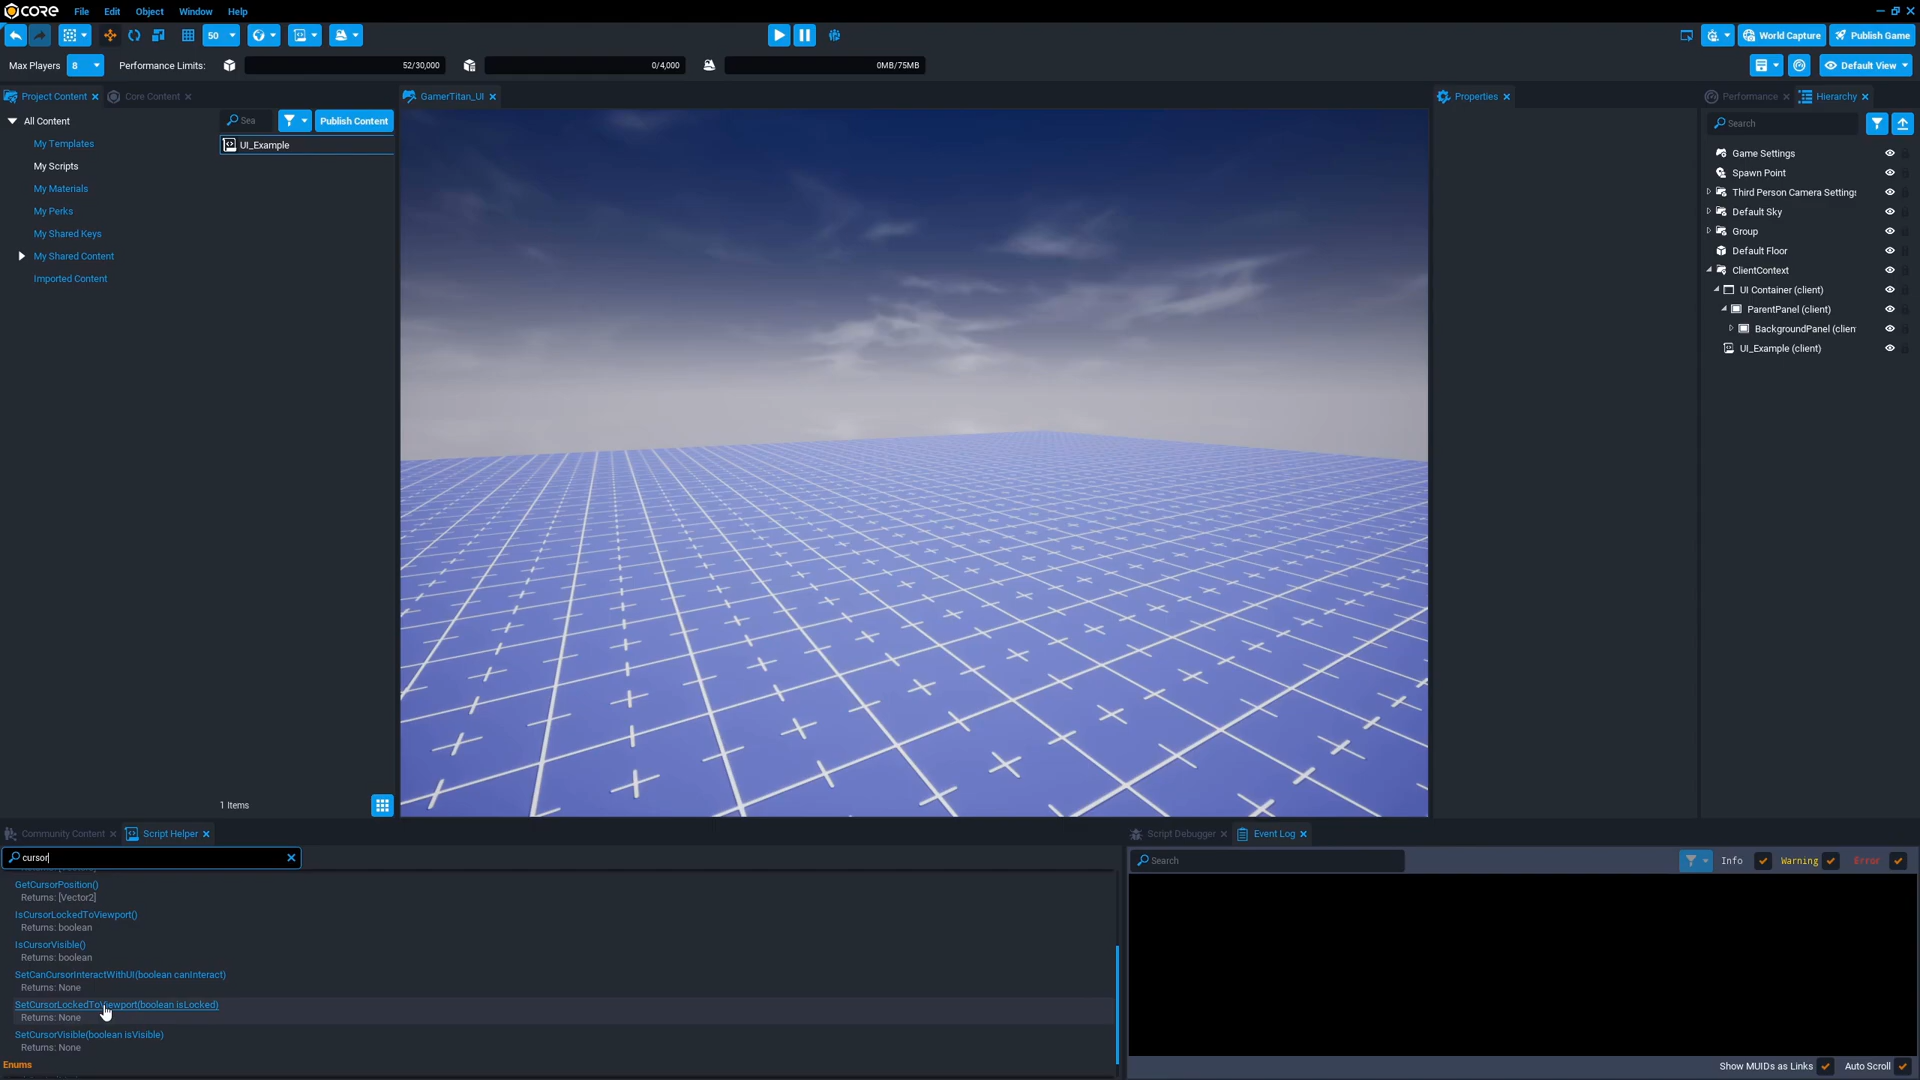 CORE File Edit Object Window Help
50 World Capture Publish Game
Max Players 8 Performance Limits: 52/30,000 0/4,000 0MB/75MB Default View
Project Content Core Content GamerTitan_UI Properties Performance Hierarchy
All Content Sea Publish Content Search
My Templates UI_Example
My Scripts
My Materials
My Perks
My Shared Keys
My Shared Content
Imported Content
Game Settings
Spawn Point
Third Person Camera Settings
Default Sky
Group
Default Floor
ClientContext
UI Container (client)
ParentPanel (client)
BackgroundPanel (clien
UI_Example (client)
1 Items
Community Content Script Helper
cursor
GetCursorPosition()
Returns: [Vector2]
IsCursorLockedToViewport()
Returns: boolean
IsCursorVisible()
Returns: boolean
SetCanCursorInteractWithUI(boolean canInteract)
Returns: None
SetCursorLockedToViewport(boolean isLocked)
Returns: None
SetCursorVisible(boolean isVisible)
Returns: None
Enums
Script Debugger Event Log
Search Info Warning Error
Show MUIDs as Links Auto Scroll